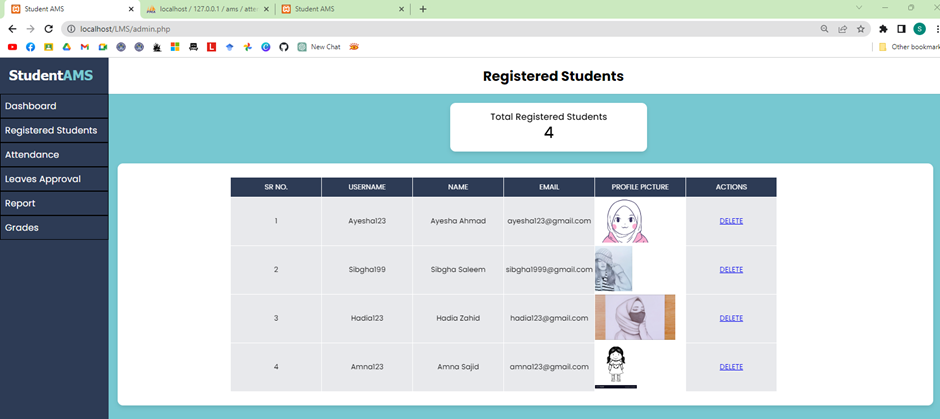 Student AMS
localhost / 127.0.0.1 / ams / atten
Student AMS
localhost/LMS/admin.php
New Chat
Other bookmark
StudentAMS
Registered Students
Dashboard
Registered Students
Attendance
Leaves Approval
Report
Grades
Total Registered Students
4
SR NO. USERNAME NAME EMAIL PROFILE PICTURE ACTIONS
1 Ayesha123 Ayesha Ahmad ayesha123@gmail.com DELETE
2 Sibgha199 Sibgha Saleem sibgha1999@gmail.com DELETE
3 Hadia123 Hadia Zahid hadia123@gmail.com DELETE
4 Amna123 Amna Sajid amna123@gmail.com DELETE